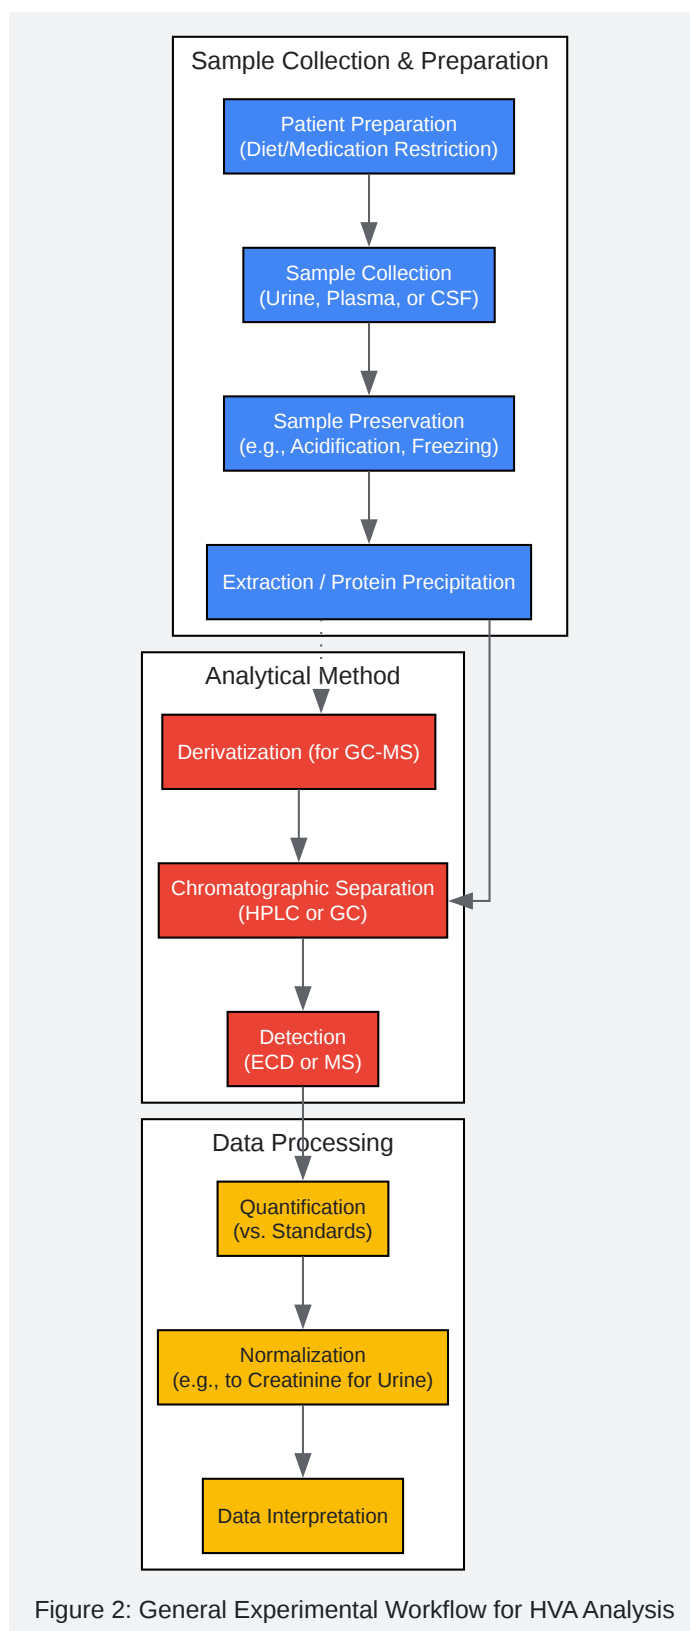 Sample Collection & Preparation
Patient Preparation
(Diet/Medication Restriction)
Sample Collection
(Urine, Plasma, or CSF)
Sample Preservation
(e.g., Acidification, Freezing)
Extraction / Protein Precipitation
Analytical Method
Derivatization (for GC-MS)
Chromatographic Separation
(HPLC or GC)
Detection
(ECD or MS)
Data Processing
Quantification
(vs. Standards)
Normalization
(e.g., to Creatinine for Urine)
Data Interpretation
Figure 2: General Experimental Workflow for HVA Analysis